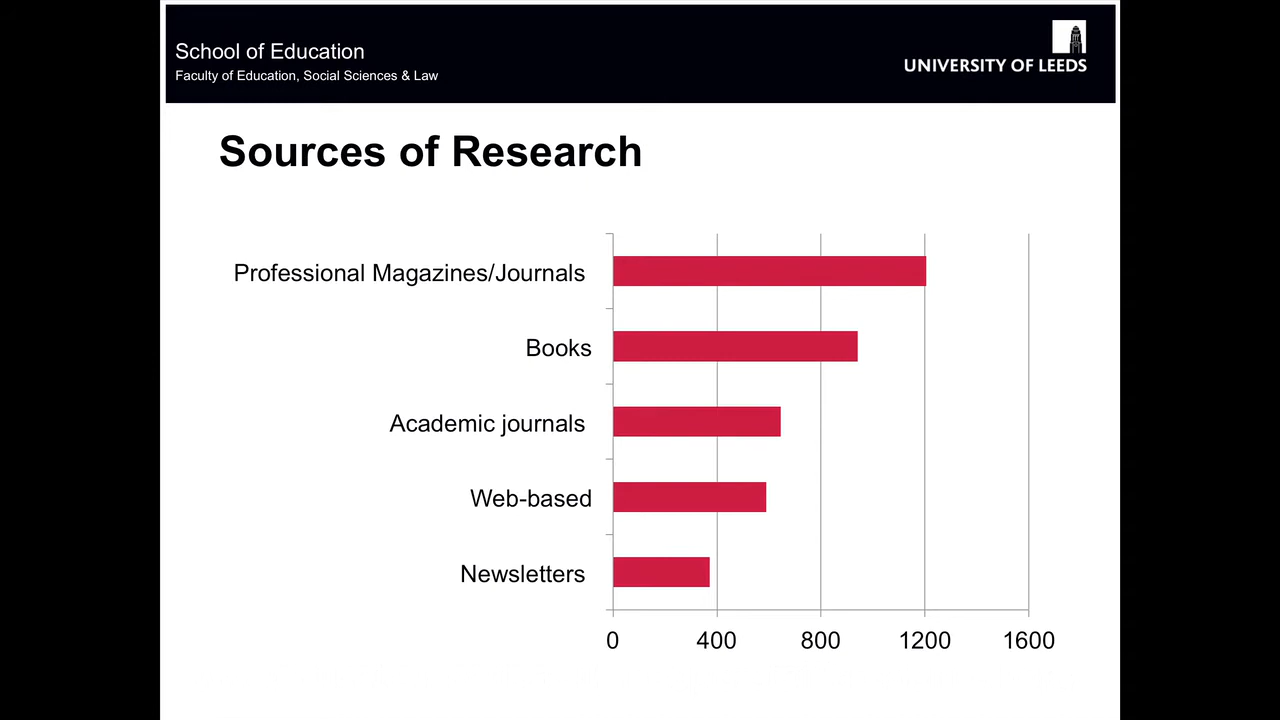 School of Education
Faculty of Education, Social Sciences & Law
UNIVERSITY OF LEEDS
Sources of Research
Professional Magazines/Journals
Books
Academic journals
Web-based
Newsletters
0 400 800 1200 1600